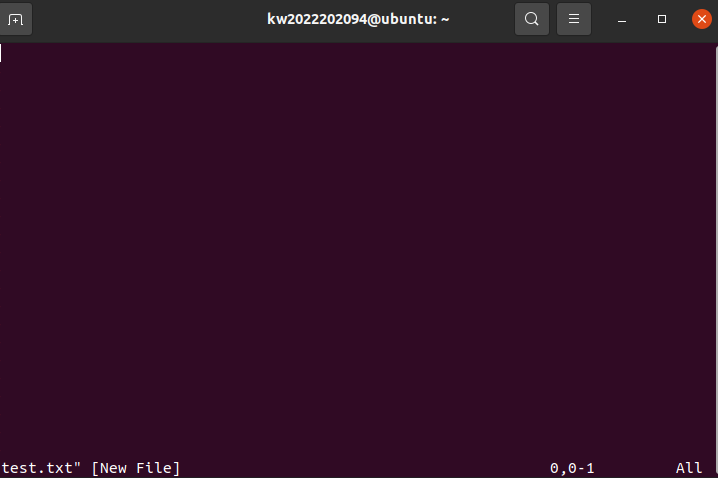 kw2022202094@ubuntu: ~
test.txt" [New File] 0,0-1 All